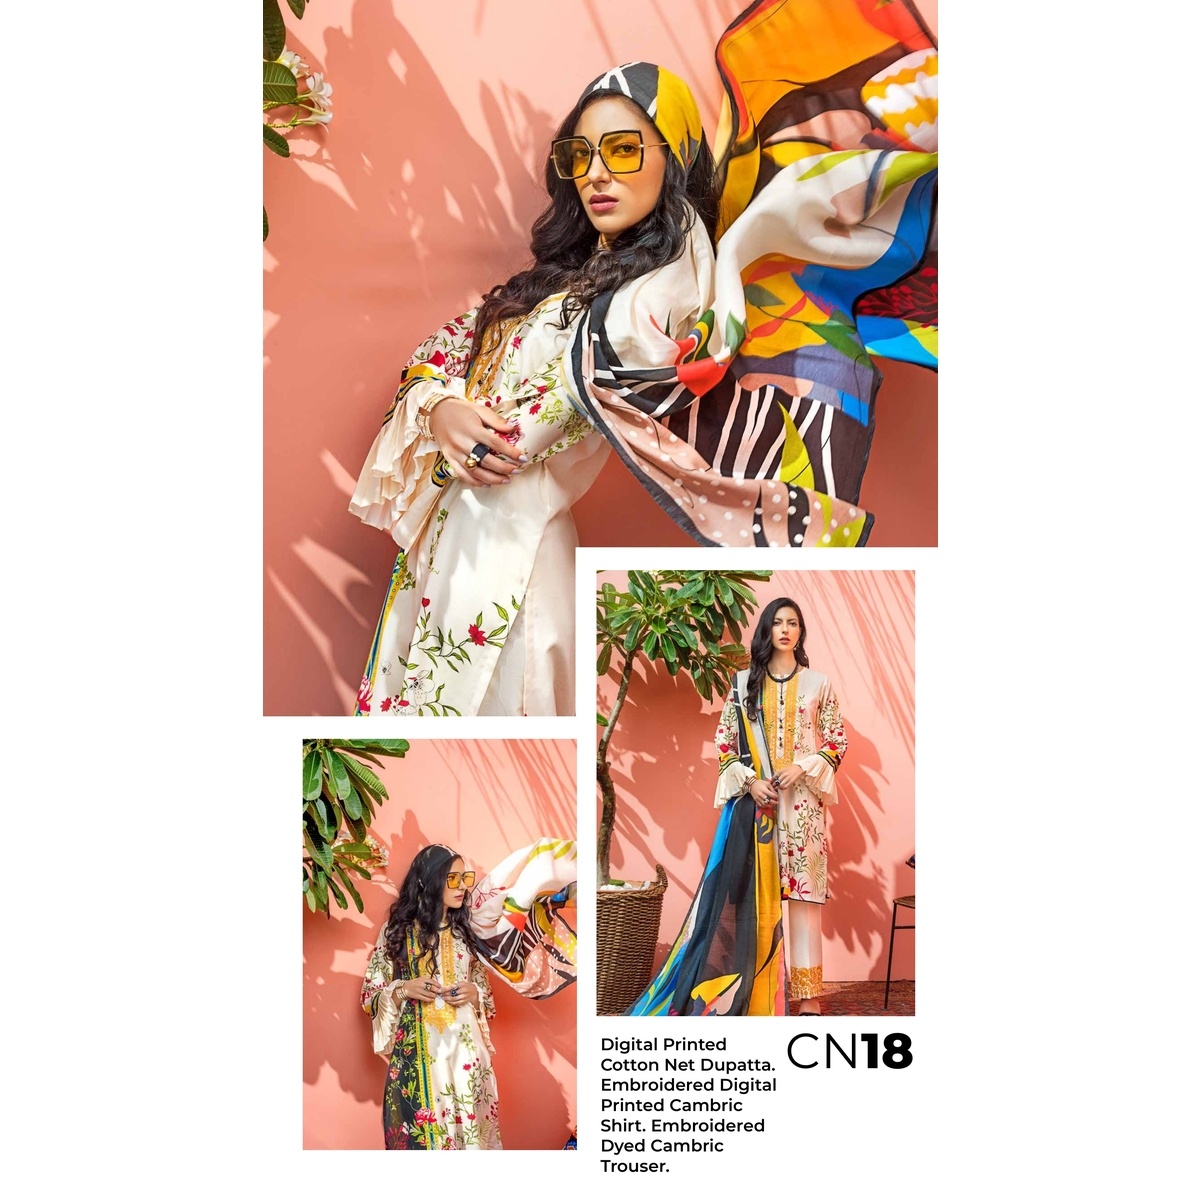 Digital Printed
Cotton Net Dupatta.
Embroidered Digital
Printed Cambric
Shirt. Embroidered
Dyed Cambric
Trouser.
CN18